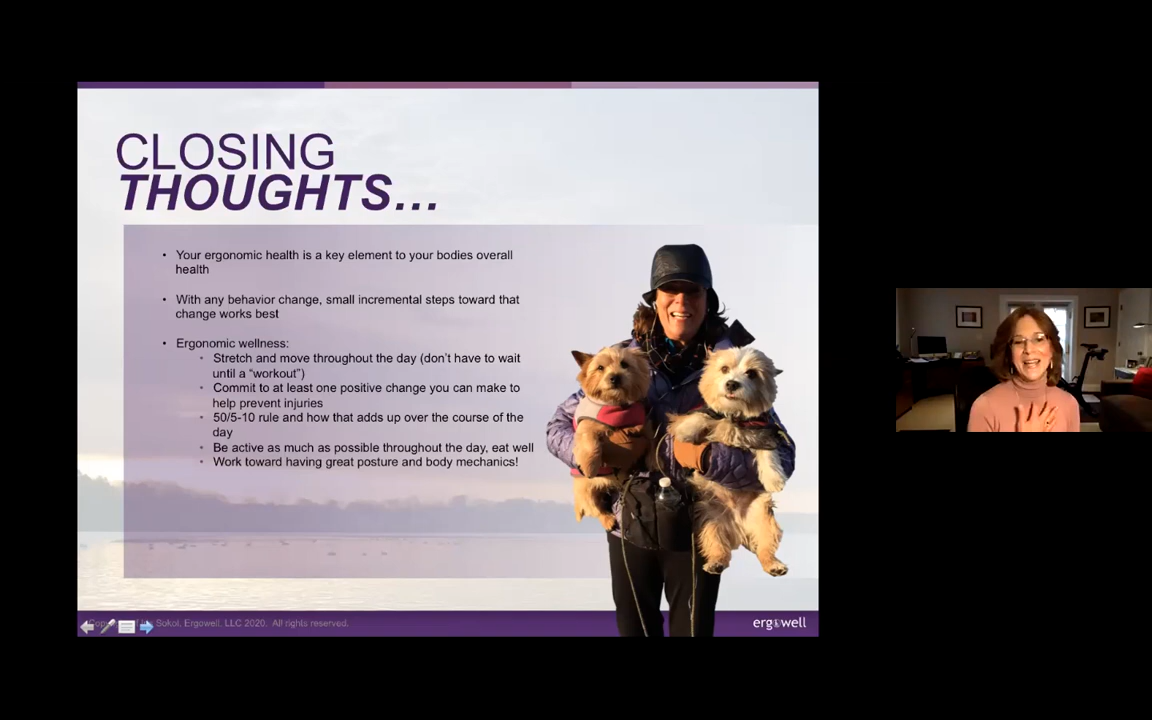 CLOSING
THOUGHTS...
• Your ergonomic health is a key element to your bodies overall
health
• With any behavior change, small incremental steps toward that
change works best
• Ergonomic wellness:
• Stretch and move throughout the day (don't have to wait
until a “workout”)
• Commit to at least one positive change you can make to
help prevent injuries
• 50/5-10 rule and how that adds up over the course of the
day
• Be active as much as possible throughout the day, eat well
• Work toward having great posture and body mechanics!
Sokol, Ergowell, LLC 2020. All rights reserved.
ergowell